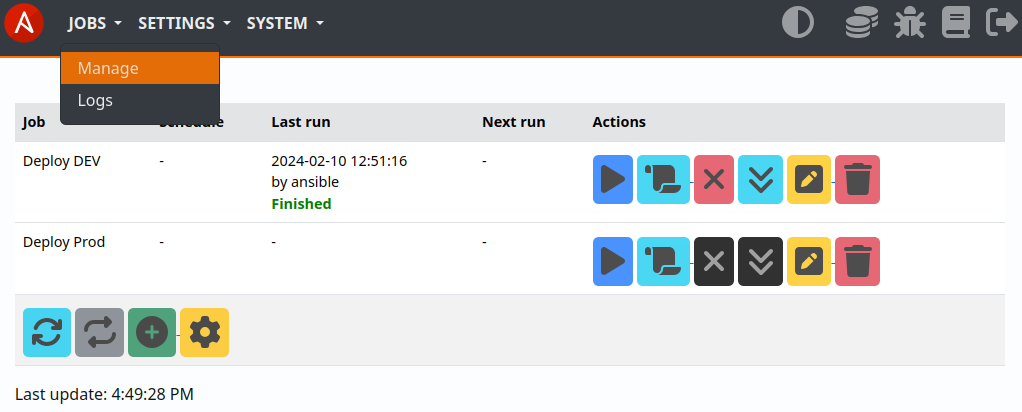 JOBS SETTINGS SYSTEM
Manage
Logs
Job Schedule Last run Next run Actions
Deploy DEV - 2024-02-10 12:51:16 -
by ansible
Finished
Deploy Prod - - -
Last update: 4:49:28 PM